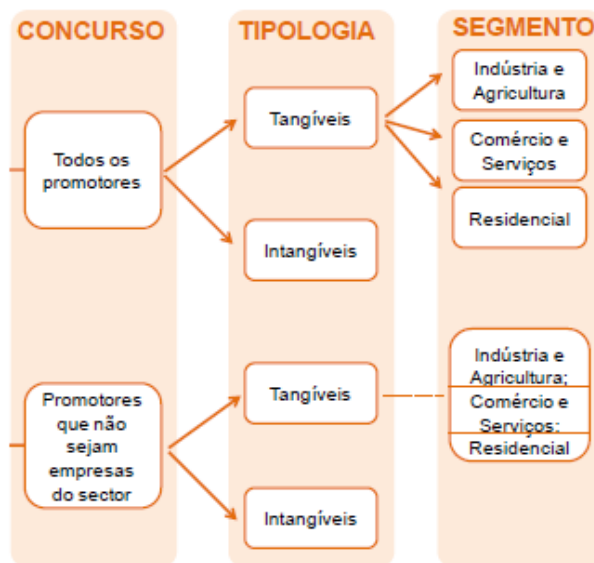 CONCURSO
TIPOLOGIA
SEGMENTO
Todos os
promotores
Tangíveis
Intangíveis
Indústria e
Agricultura
Comércio e
Serviços
Residencial
Promotores
que não
sejam
empresas
do sector
Tangíveis
Intangíveis
Indústria e
Agricultura;
Comércio e
Serviços;
Residencial